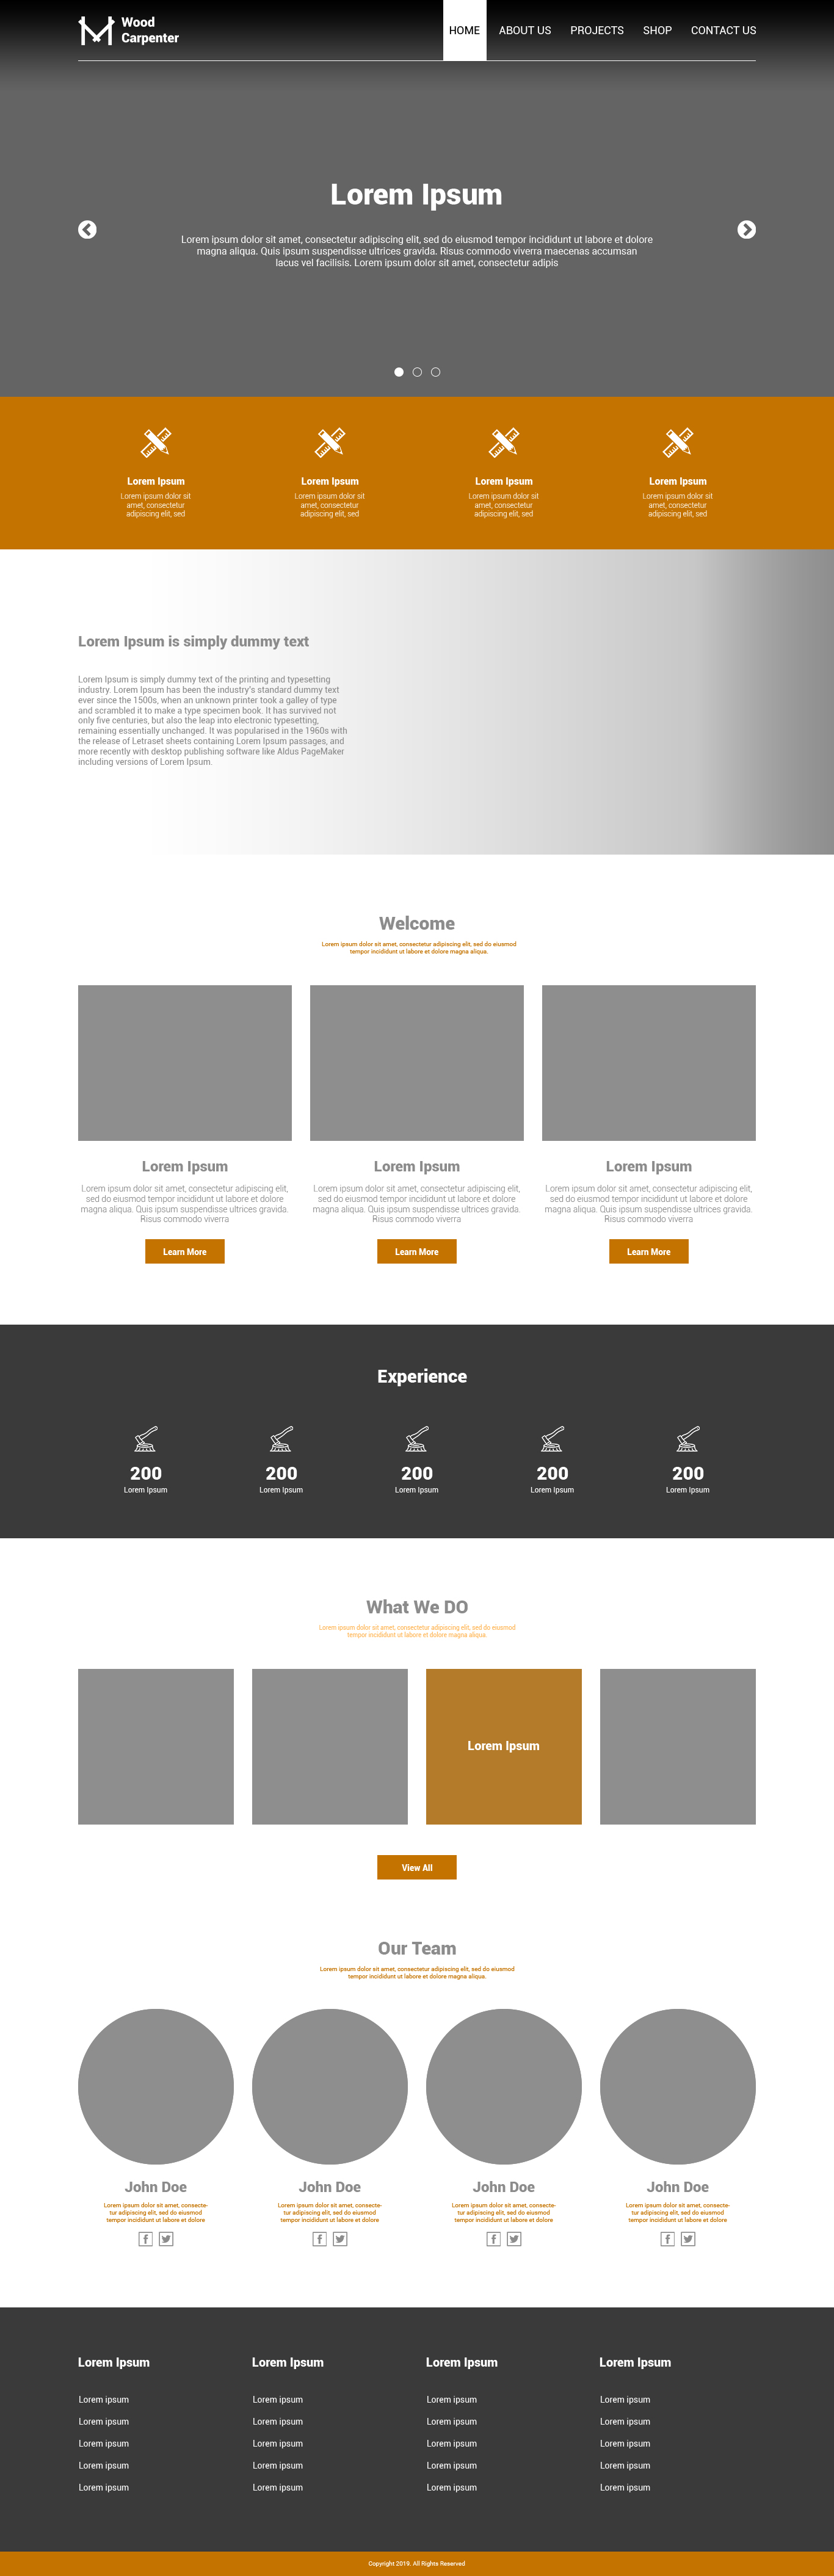 Wood
Carpenter
HOME ABOUT US PROJECTS SHOP CONTACT US
Lorem Ipsum
Lorem ipsum dolor sit amet, consectetur adipiscing elit, sed do eiusmod tempor incididunt ut labore et dolore
magna aliqua. Quis ipsum suspendisse ultrices gravida. Risus commodo viverra maecenas accumsan
lacus vel facilisis. Lorem ipsum dolor sit amet, consectetur adipis
Lorem Ipsum
Lorem ipsum dolor sit
amet, consectetur
adipiscing elit, sed
Lorem Ipsum
Lorem ipsum dolor sit
amet, consectetur
adipiscing elit, sed
Lorem Ipsum
Lorem ipsum dolor sit
amet, consectetur
adipiscing elit, sed
Lorem Ipsum
Lorem ipsum dolor sit
amet, consectetur
adipiscing elit, sed
Lorem Ipsum is simply dummy text
Lorem Ipsum is simply dummy text of the printing and typesetting
industry. Lorem Ipsum has been the industry's standard dummy text
ever since the 1500s, when an unknown printer took a galley of type
and scrambled it to make a type specimen book. It has survived not
only five centuries, but also the leap into electronic typesetting,
remaining essentially unchanged. It was popularised in the 1960s with
the release of Letraset sheets containing Lorem Ipsum passages, and
more recently with desktop publishing software like Aldus PageMaker
including versions of Lorem Ipsum.
Welcome
Lorem ipsum dolor sit amet, consectetur adipiscing elit, sed do eiusmod
tempor incididunt ut labore et dolore magna aliqua.
Lorem Ipsum
Lorem ipsum dolor sit amet, consectetur adipiscing elit,
sed do eiusmod tempor incididunt ut labore et dolore
magna aliqua. Quis ipsum suspendisse ultrices gravida.
Risus commodo viverra
Learn More
Lorem Ipsum
Lorem ipsum dolor sit amet, consectetur adipiscing elit,
sed do eiusmod tempor incididunt ut labore et dolore
magna aliqua. Quis ipsum suspendisse ultrices gravida.
Risus commodo viverra
Learn More
Lorem Ipsum
Lorem ipsum dolor sit amet, consectetur adipiscing elit,
sed do eiusmod tempor incididunt ut labore et dolore
magna aliqua. Quis ipsum suspendisse ultrices gravida.
Risus commodo viverra
Learn More
Experience
200
Lorem Ipsum
200
Lorem Ipsum
200
Lorem Ipsum
200
Lorem Ipsum
200
Lorem Ipsum
What We DO
Lorem ipsum dolor sit amet, consectetur adipiscing elit, sed do eiusmod
tempor incididunt ut labore et dolore magna aliqua.
Lorem Ipsum
View All
Our Team
Lorem ipsum dolor sit amet, consectetur adipiscing elit, sed do eiusmod
tempor incididunt ut labore et dolore magna aliqua.
John Doe
Lorem ipsum dolor sit amet, consecte-
tur adipiscing elit, sed do eiusmod
tempor incididunt ut labore et dolore
John Doe
Lorem ipsum dolor sit amet, consecte-
tur adipiscing elit, sed do eiusmod
tempor incididunt ut labore et dolore
John Doe
Lorem ipsum dolor sit amet, consecte-
tur adipiscing elit, sed do eiusmod
tempor incididunt ut labore et dolore
John Doe
Lorem ipsum dolor sit amet, consecte-
tur adipiscing elit, sed do eiusmod
tempor incididunt ut labore et dolore
Lorem Ipsum
Lorem ipsum
Lorem ipsum
Lorem ipsum
Lorem ipsum
Lorem ipsum
Lorem Ipsum
Lorem ipsum
Lorem ipsum
Lorem ipsum
Lorem ipsum
Lorem ipsum
Lorem Ipsum
Lorem ipsum
Lorem ipsum
Lorem ipsum
Lorem ipsum
Lorem ipsum
Lorem Ipsum
Lorem ipsum
Lorem ipsum
Lorem ipsum
Lorem ipsum
Lorem ipsum
Copyright 2019. All Rights Reserved